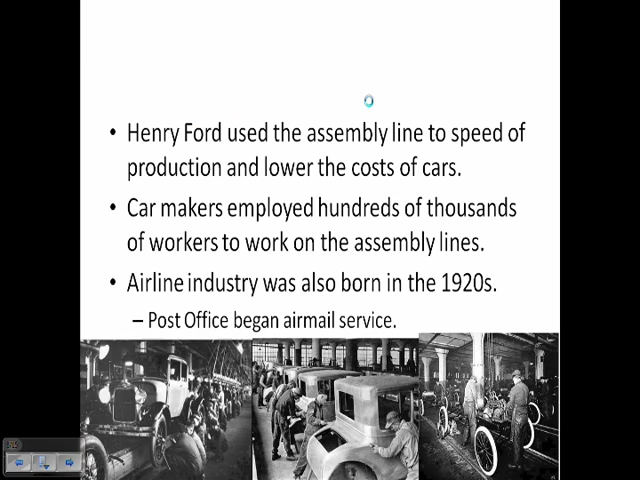 • Henry Ford used the assembly line to speed of
production and lower the costs of cars.
• Car makers employed hundreds of thousands
of workers to work on the assembly lines.
• Airline industry was also born in the 1920s.
– Post Office began airmail service.